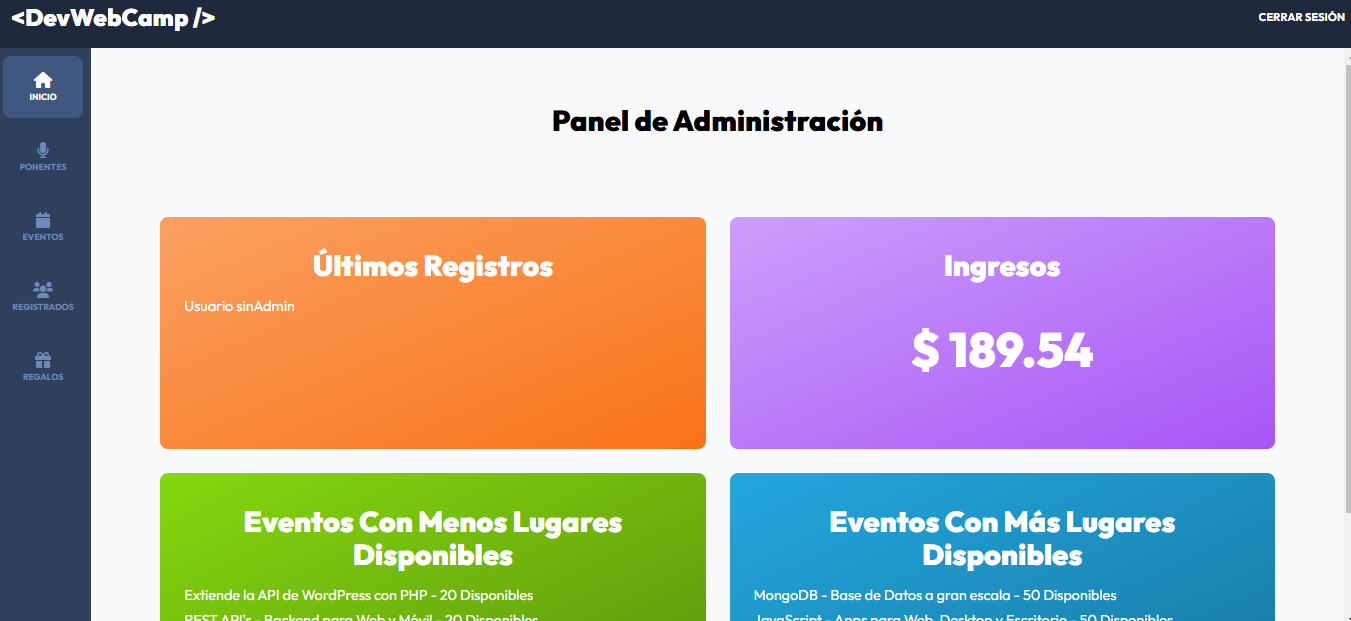 <DevWebCamp />
CERRAR SESIÓN
INICIO
PONENTES
EVENTOS
REGISTRADOS
REGALOS
Panel de Administración
Últimos Registros
Usuario sinAdmin
Ingresos
$ 189.54
Eventos Con Menos Lugares
Disponibles
Extiende la API de WordPress con PHP - 20 Disponibles
REST API's - Backend para Web y Móvil - 20 Disponibles
Eventos Con Más Lugares
Disponibles
MongoDB - Base de Datos a gran escala - 50 Disponibles
JavaScript - Apps para Web, Desktop y Escritorio - 50 Disponibles